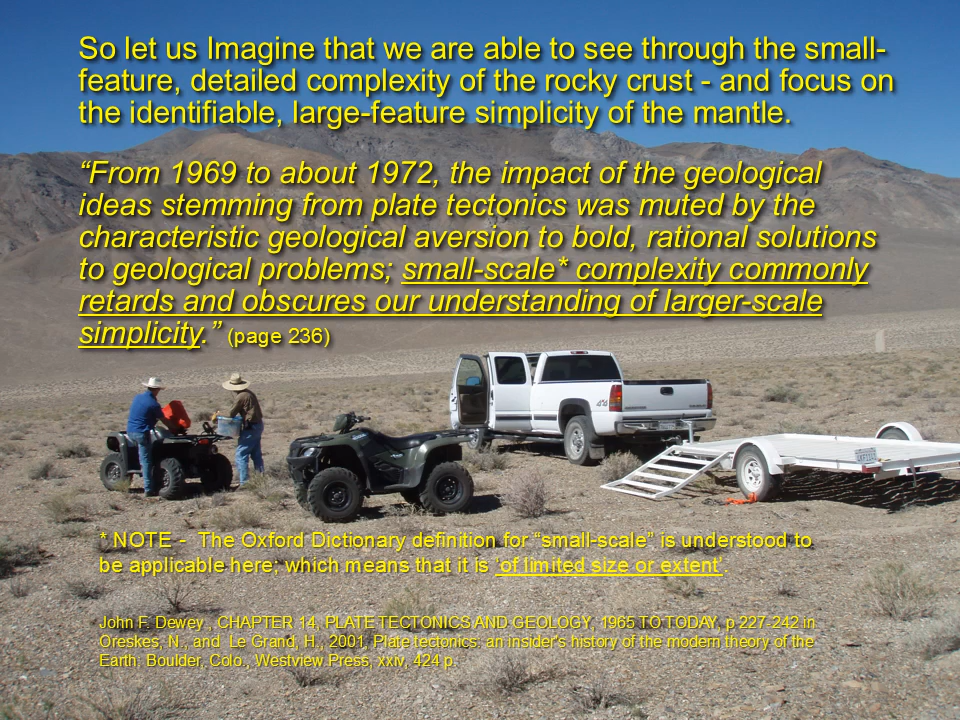 So let us Imagine that we are able to see through the small-
feature, detailed complexity of the rocky crust - and focus on
the identifiable, large-feature simplicity of the mantle.
“From 1969 to about 1972, the impact of the geological
ideas stemming from plate tectonics was muted by the
characteristic geological aversion to bold, rational solutions
to geological problems; small-scale* complexity commonly
retards and obscures our understanding of larger-scale
simplicity.” (page 236)
* NOTE - The Oxford Dictionary definition for “small-scale” is understood to
be applicable here; which means that it is ‘of limited size or extent’.
John F. Dewey , CHAPTER 14, PLATE TECTONICS AND GEOLOGY, 1965 TO TODAY, p 227-242 in
Oreskes, N., and Le Grand, H., 2001, Plate tectonics: an insider's history of the modern theory of the
Earth: Boulder, Colo., Westview Press, xxiv, 424 p.